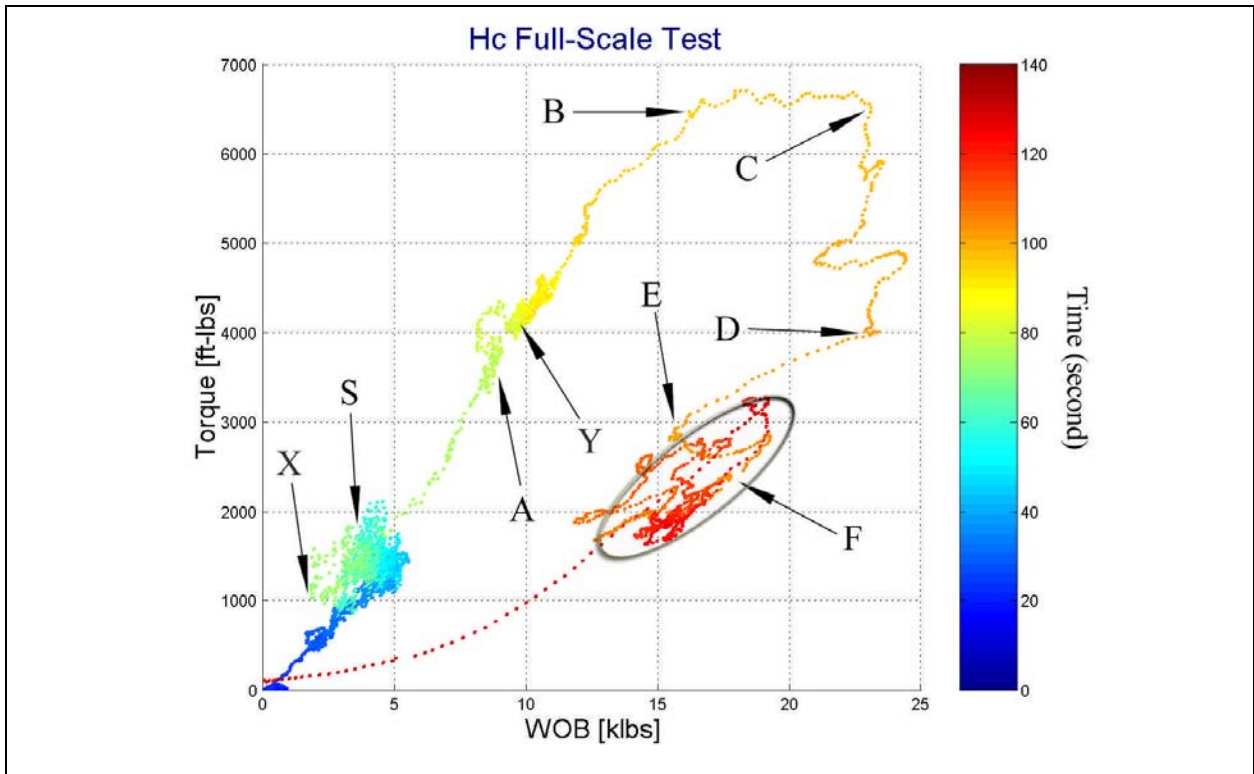 Hc Full-Scale Test
7000
6000
5000
4000
3000
2000
1000
0
Torque [ft-lbs]
0 5 10 15 20 25
WOB [klbs]
B
C
E
D
S
Y
X
A
F
140
120
100
80
60
40
20
0
Time (second)